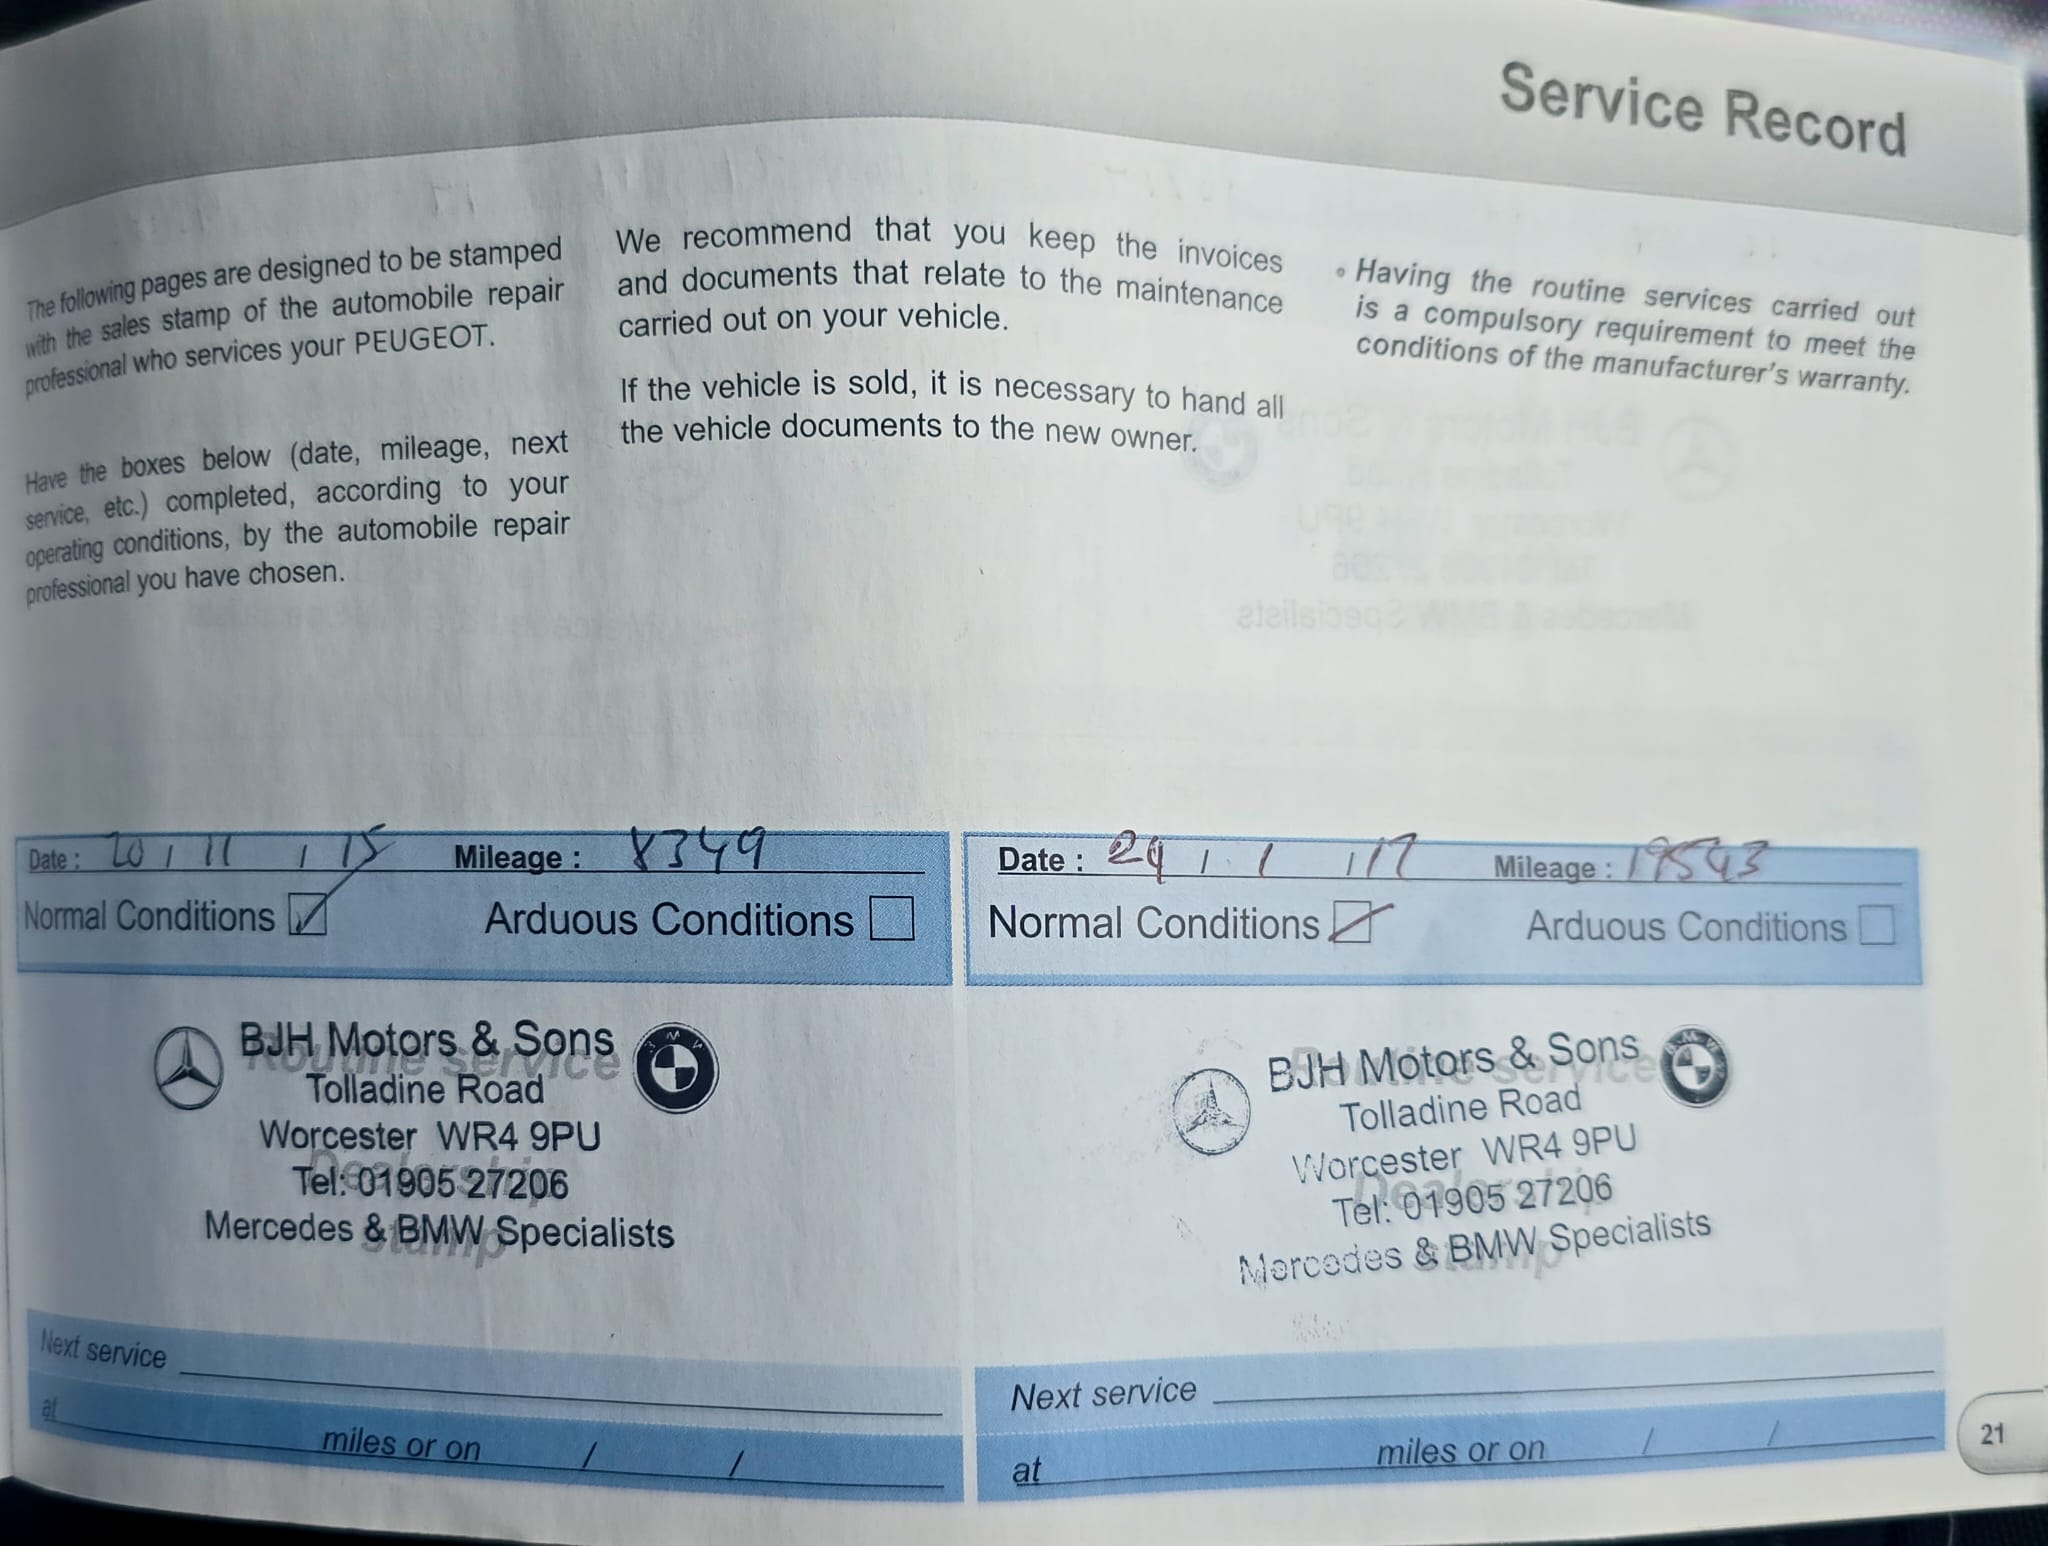 Service Record
The following pages are designed to be stamped
with the sales stamp of the automobile repair
professional who services your PEUGEOT.
Have the boxes below (date, mileage, next
service, etc.) completed, according to your
operating conditions, by the automobile repair
professional you have chosen.
We recommend that you keep the invoices
and documents that relate to the maintenance
carried out on your vehicle.
If the vehicle is sold, it is necessary to hand all
the vehicle documents to the new owner.
• Having the routine services carried out
is a compulsory requirement to meet the
conditions of the manufacturer's warranty.
Date : 20 / 11 / 15 Mileage : 8349
Normal Conditions Arduous Conditions
BJH Motors & Sons
Routine service
Tolladine Road
Worcester WR4 9PU
Dealership
Tel: 01905 27206
Mercedes & BMW Specialists
stamp
Next service
at miles or on / /
Date : 24 / 1 / 17 Mileage : 19543
Normal Conditions Arduous Conditions
BJH Motors & Sons
Routine service
Tolladine Road
Worcester WR4 9PU
Dealership
Tel: 01905 27206
Mercedes & BMW Specialists
stamp
Next service
at miles or on / /
21